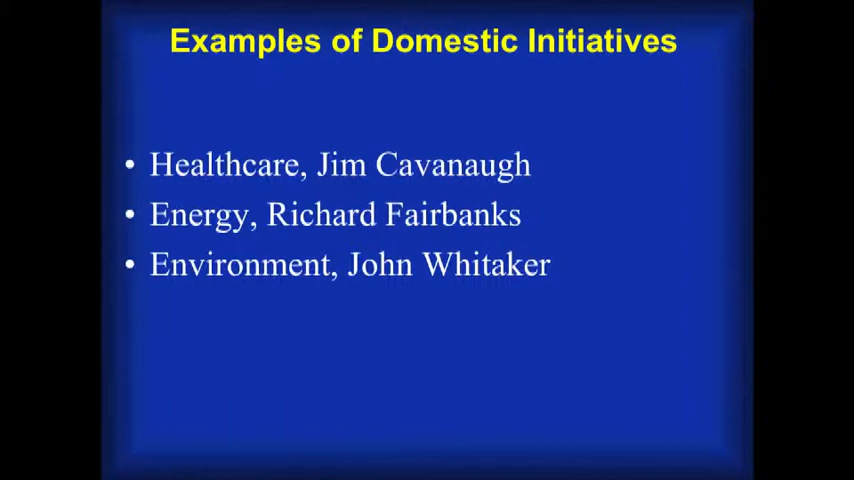 Examples of Domestic Initiatives
• Healthcare, Jim Cavanaugh
• Energy, Richard Fairbanks
• Environment, John Whitaker